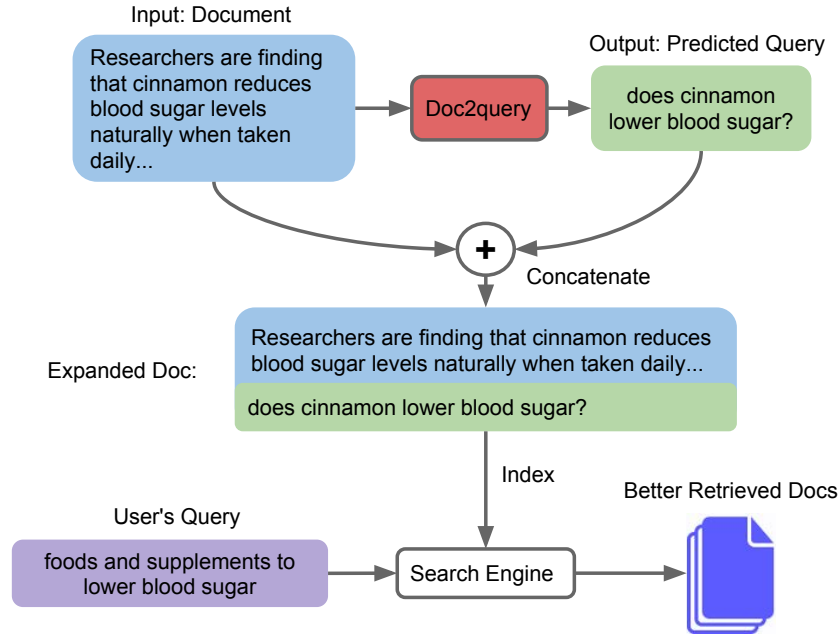 Input: Document
Researchers are finding
that cinnamon reduces
blood sugar levels
naturally when taken
daily...
Doc2query
Output: Predicted Query
does cinnamon
lower blood sugar?
+
Concatenate
Expanded Doc:
Researchers are finding that cinnamon reduces
blood sugar levels naturally when taken daily...
does cinnamon lower blood sugar?
Index
User's Query
foods and supplements to
lower blood sugar
Search Engine
Better Retrieved Docs